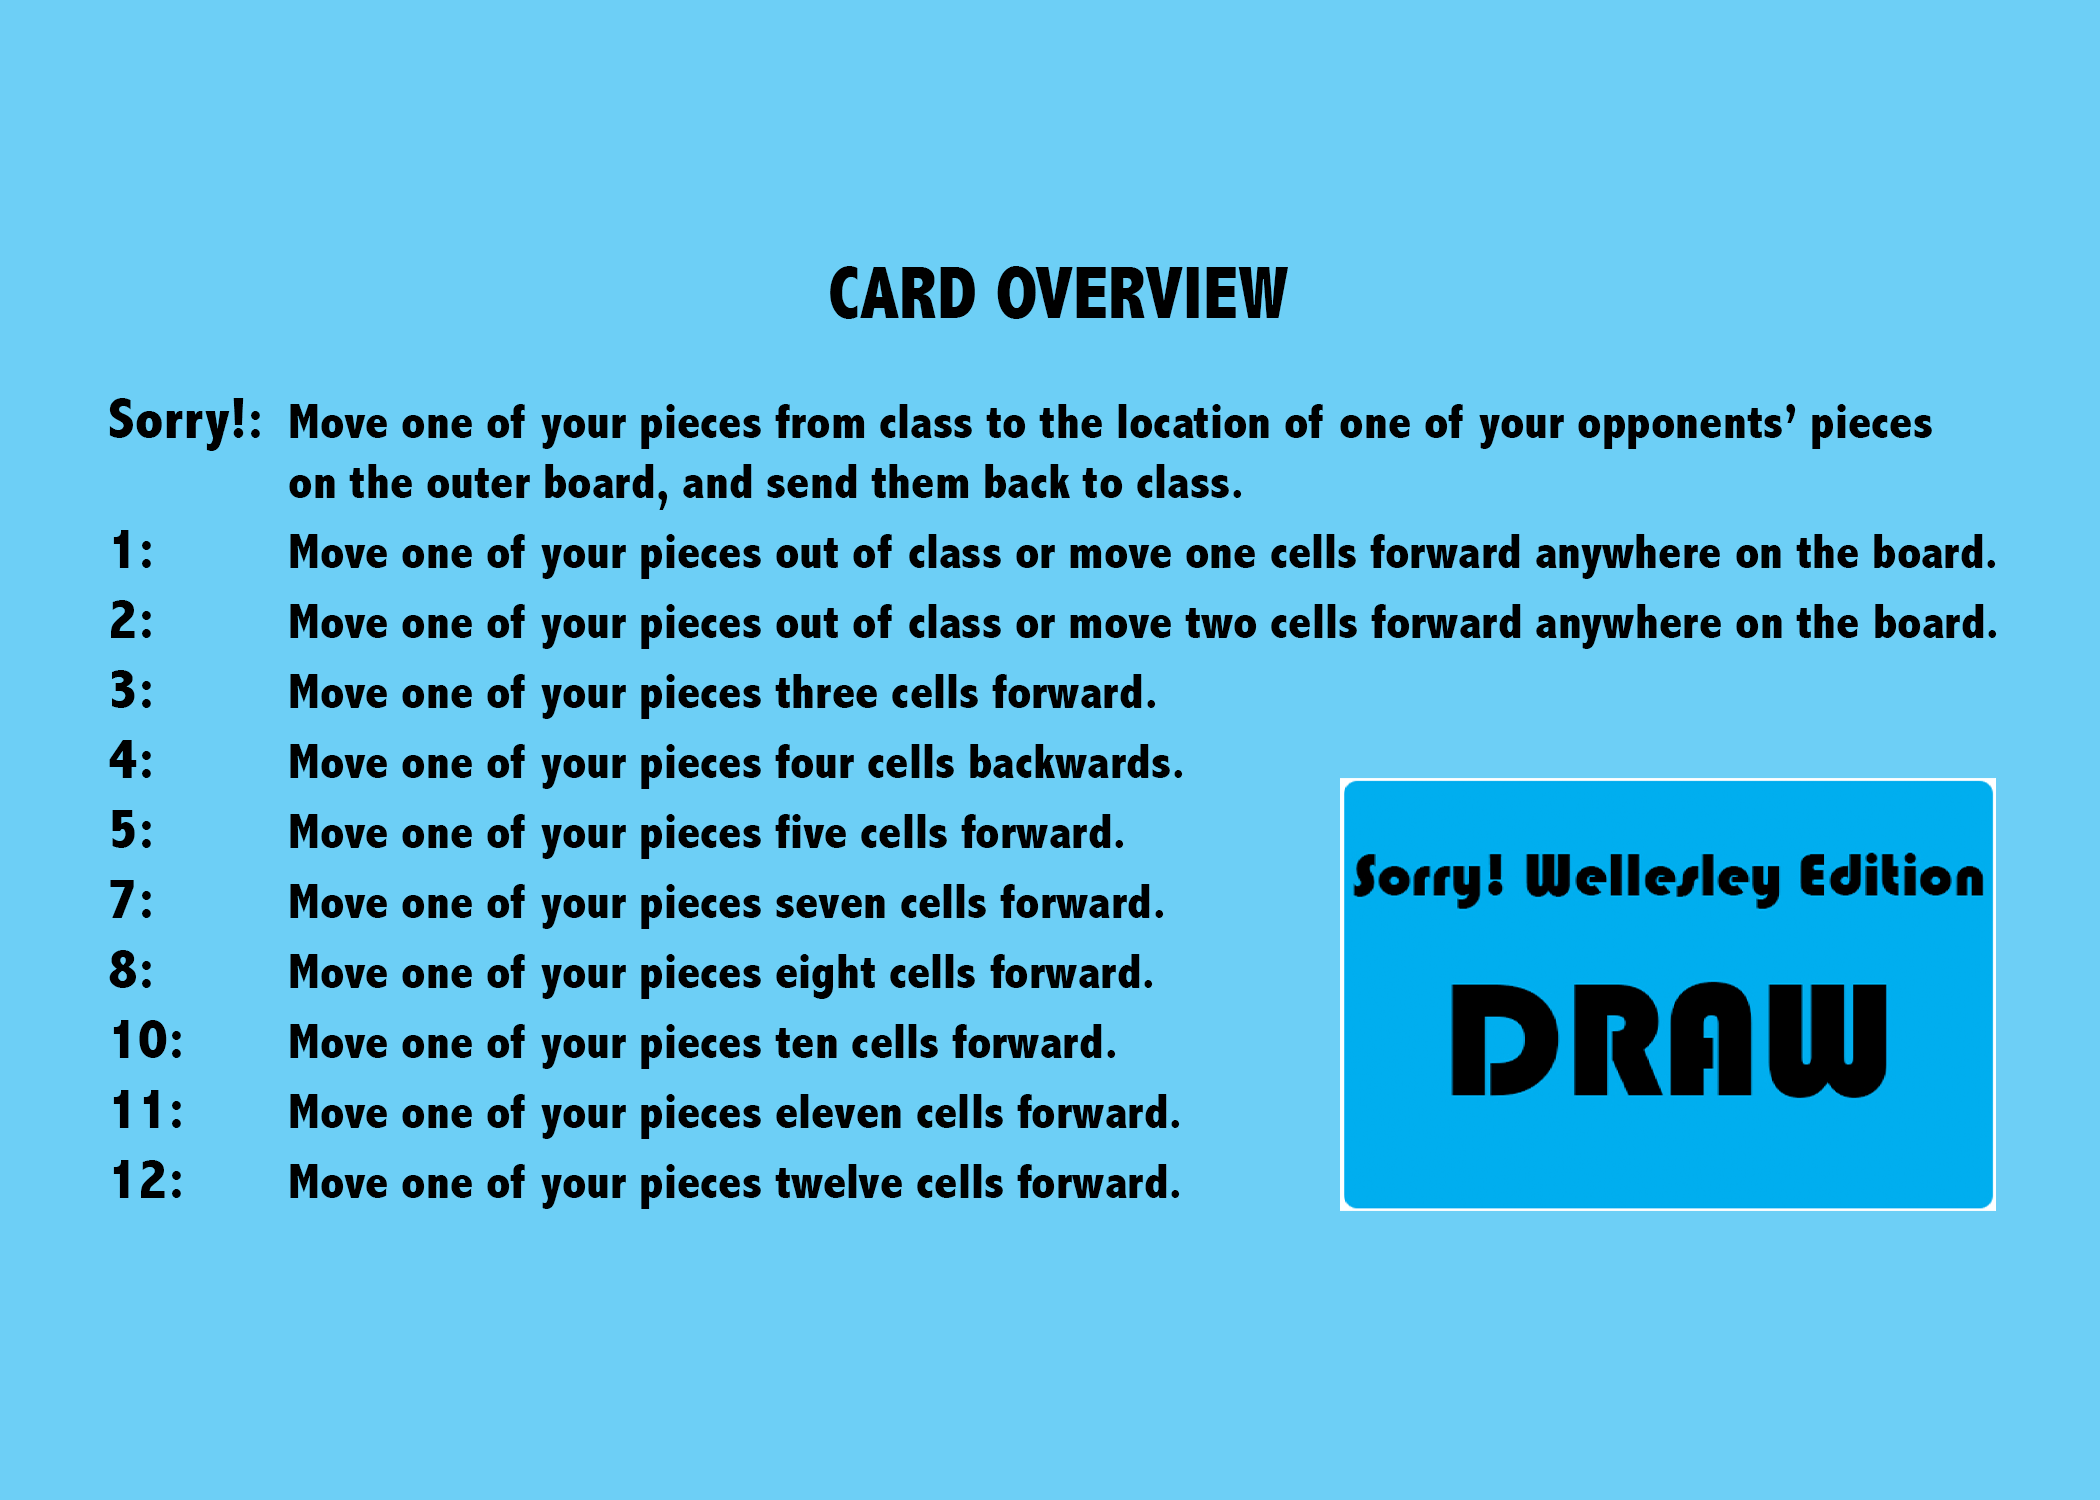 CARD OVERVIEW
Sorry!: Move one of your pieces from class to the location of one of your opponents’ pieces
on the outer board, and send them back to class.
1: Move one of your pieces out of class or move one cells forward anywhere on the board.
2: Move one of your pieces out of class or move two cells forward anywhere on the board.
3: Move one of your pieces three cells forward.
4: Move one of your pieces four cells backwards.
5: Move one of your pieces five cells forward.
7: Move one of your pieces seven cells forward.
8: Move one of your pieces eight cells forward.
10: Move one of your pieces ten cells forward.
11: Move one of your pieces eleven cells forward.
12: Move one of your pieces twelve cells forward.
Sorry! Wellesley Edition
DRAW